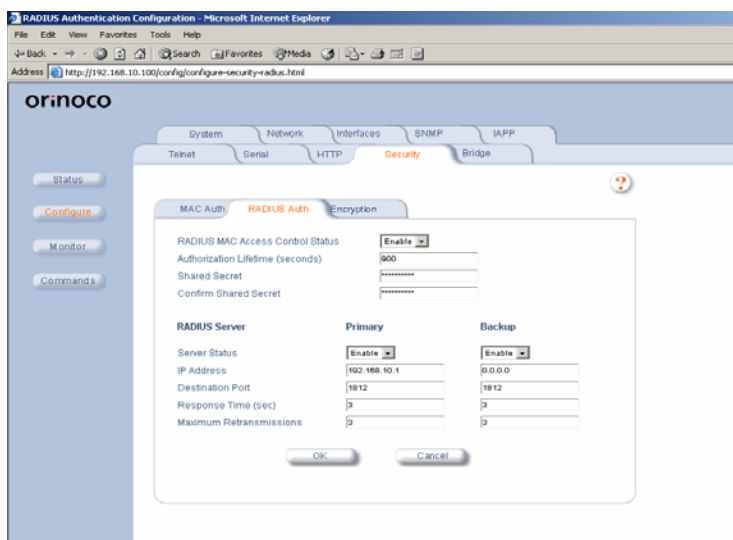 RADIUS Authentication Configuration - Microsoft Internet Explorer
File Edit View Favorites Tools Help
Back Search Favorites Media
Address http://192.168.10.100/config/configure-security-radius.html
orinoco
System Network Interfaces SNMP IAPP
Telnet Serial HTTP Security Bridge
Status
?
Configure
MAC Auth. RADIUS Auth Encryption
Monitor
RADIUS MAC Access Control Status Enable
Authorization Lifetime (seconds) 900
Commands
Shared Secret **********
Confirm Shared Secret **********
RADIUS Server Primary Backup
Server Status Enable Enable
IP Address 192.168.10.1 0.0.0.0
Destination Port 1812 1812
Response Time (sec) 3 3
Maximum Retransmissions 3 3
OK Cancel